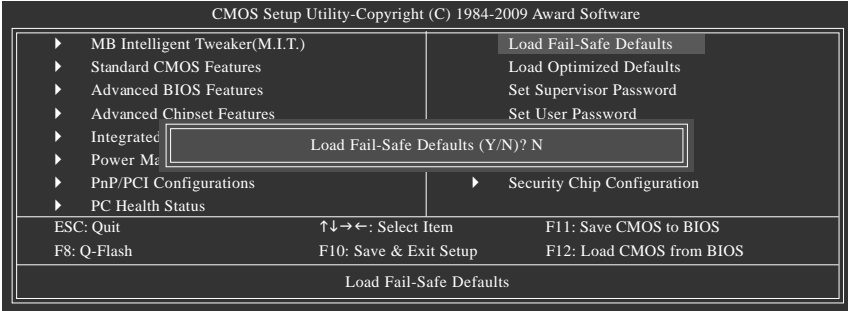 CMOS Setup Utility-Copyright (C) 1984-2009 Award Software
MB Intelligent Tweaker(M.I.T.)
Standard CMOS Features
Advanced BIOS Features
Advanced Chipset Features
Integrated
Power Ma
PnP/PCI Configurations
PC Health Status
Load Fail-Safe Defaults
Load Optimized Defaults
Set Supervisor Password
Set User Password
Security Chip Configuration
Load Fail-Safe Defaults (Y/N)? N
ESC: Quit ↑↓→←: Select Item F11: Save CMOS to BIOS
F8: Q-Flash F10: Save & Exit Setup F12: Load CMOS from BIOS
Load Fail-Safe Defaults